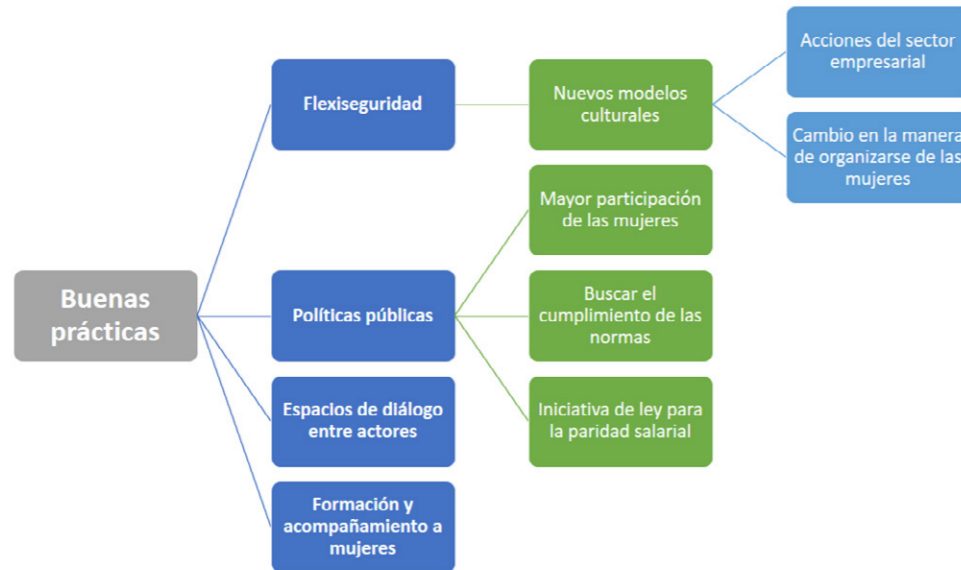 Buenas
prácticas
Flexiseguridad
Nuevos modelos
culturales
Acciones del sector
empresarial
Cambio en la manera
de organizarse de las
mujeres
Políticas públicas
Mayor participación
de las mujeres
Buscar el
cumplimiento de las
normas
Iniciativa de ley para
la paridad salarial
Espacios de diálogo
entre actores
Formación y
acompañamiento a
mujeres